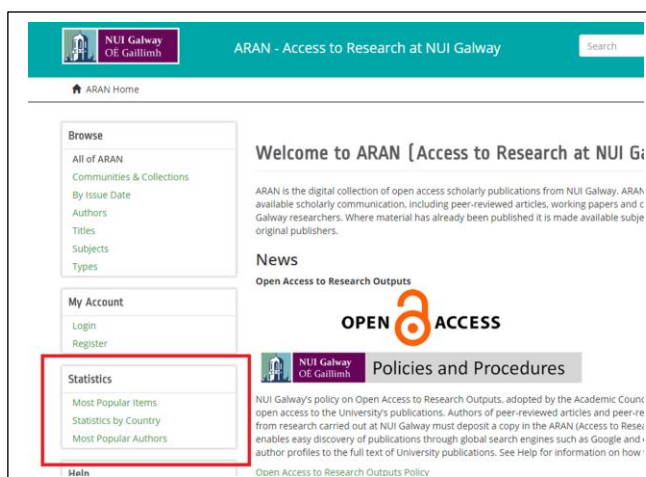 NUI Galway
OÉ Gaillimh
ARAN - Access to Research at NUI Galway
Search
ARAN Home
Browse
All of ARAN
Communities & Collections
By Issue Date
Authors
Titles
Subjects
Types
My Account
Login
Register
Statistics
Most Popular Items
Statistics by Country
Most Popular Authors
Help
Welcome to ARAN (Access to Research at NUI Ga
ARAN is the digital collection of open access scholarly publications from NUI Galway. ARAN
available scholarly communication, including peer-reviewed articles, working papers and c
Galway researchers. Where material has already been published it is made available subje
original publishers.
News
Open Access to Research Outputs
OPEN ACCESS
NUI Galway
OÉ Gaillimh
Policies and Procedures
NUI Galway's policy on Open Access to Research Outputs, adopted by the Academic Counc
open access to the University's publications. Authors of peer-reviewed articles and peer-re
from research carried out at NUI Galway must deposit a copy in the ARAN (Access to Resea
enables easy discovery of publications through global search engines such as Google and
author profiles to the full text of University publications. See Help for information on how
Open Access to Research Outputs Policy